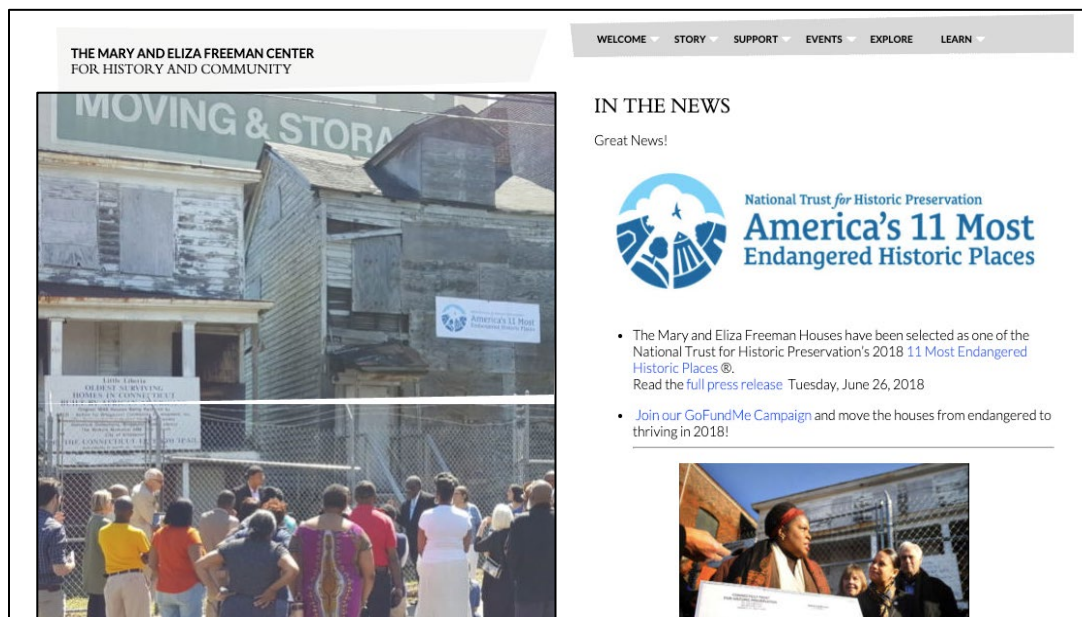 THE MARY AND ELIZA FREEMAN CENTER
FOR HISTORY AND COMMUNITY
WELCOME STORY SUPPORT EVENTS EXPLORE LEARN
MOVING & STORA
America's 11 Most
Endangered Historic Places
Little Liberia
OLDEST SURVIVING
HOMES IN CONNECTICUT
IN THE NEWS
Great News!
National Trust for Historic Preservation
America's 11 Most
Endangered Historic Places
• The Mary and Eliza Freeman Houses have been selected as one of the
National Trust for Historic Preservation's 2018 11 Most Endangered
Historic Places ®.
Read the full press release Tuesday, June 26, 2018
• Join our GoFundMe Campaign and move the houses from endangered to
thriving in 2018!